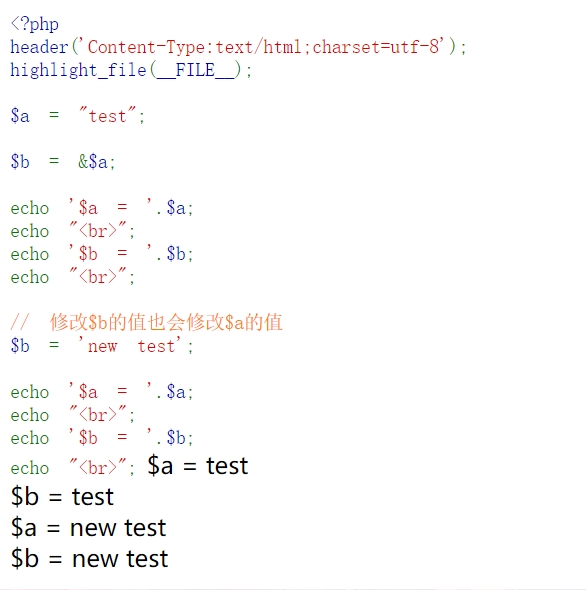 <?php
header('Content-Type:text/html;charset=utf-8');
highlight_file(__FILE__);
$a = "test";
$b = &$a;
echo '$a = '.$a;
echo "<br>";
echo '$b = '.$b;
echo "<br>";
// 修改$b的值也会修改$a的值
$b = 'new test';
echo '$a = '.$a;
echo "<br>";
echo '$b = '.$b;
echo "<br>"; $a = test
$b = test
$a = new test
$b = new test